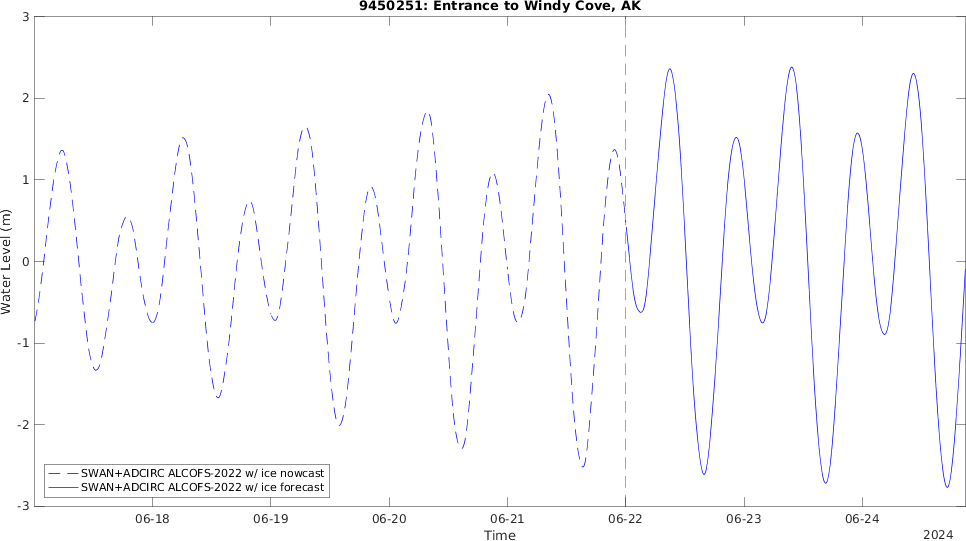 9450251: Entrance to Windy Cove, AK
3
2
1
0
-1
-2
-3
Water Level (m)
SWAN+ADCIRC ALCOFS-2022 w/ ice nowcast
SWAN+ADCIRC ALCOFS-2022 w/ ice forecast
06-18 06-19 06-20 06-21 06-22 06-23 06-24
Time
2024